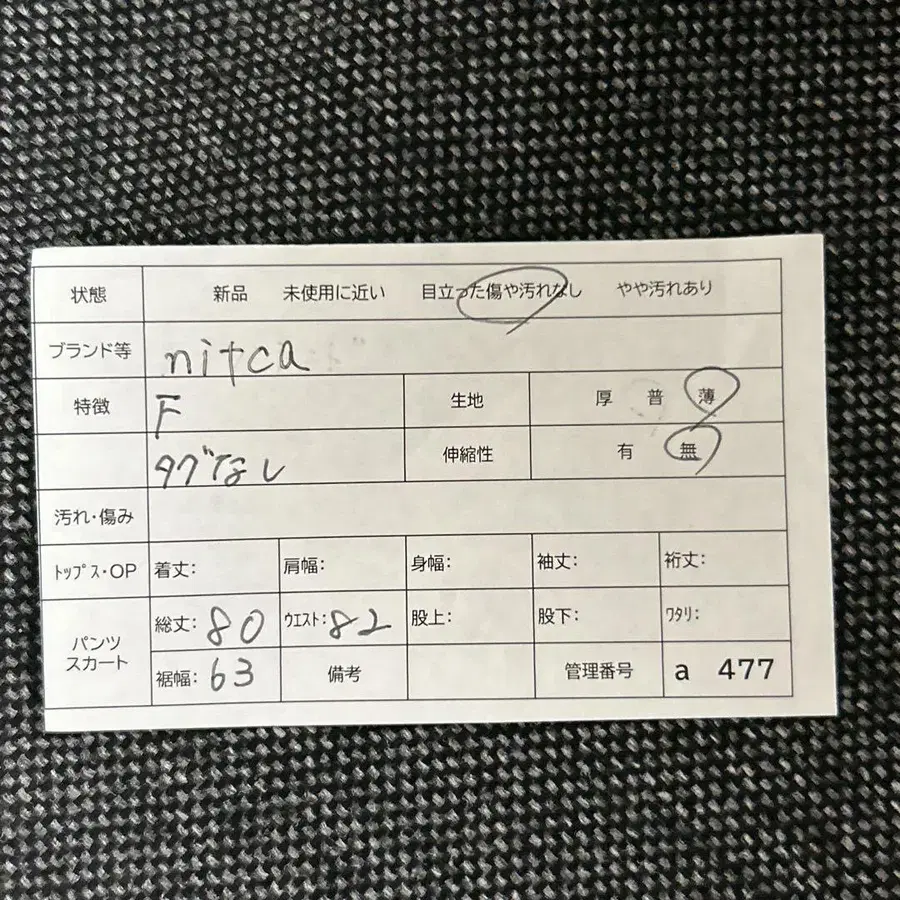 状態 新品 未使用に近い 目立った傷や汚れなし やや汚れあり
ブランド等 nitca
特徴 F 生地 厚 普 薄
タグなし 伸縮性 有 無
汚れ・傷み
ﾄｯﾌﾟｽ・OP 着丈: 肩幅: 身幅: 袖丈: 裄丈:
パンツ スカート 総丈: 80 ｳｴｽﾄ: 82 股上: 股下: ﾜﾀﾘ:
裾幅: 63 備考 管理番号 a 477